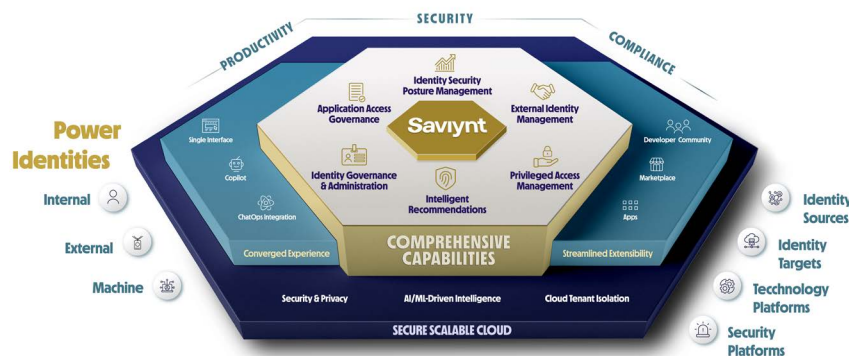 SECURITY
PRODUCTIVITY
COMPLIANCE
Identity Security
Posture Management
Application Access
Governance
External Identity
Management
Saviynt
Identity Governance
& Administration
Intelligent
Recommendations
Privileged Access
Management
Single Interface
Copilot
ChatOps Integration
Converged Experience
COMPREHENSIVE
CAPABILITIES
Developer Community
Marketplace
Apps
Streamlined Extensibility
Power
Identities
Internal
External
Machine
Identity
Sources
Identity
Targets
Technology
Platforms
Security
Platforms
Security & Privacy
AI/ML-Driven Intelligence
Cloud Tenant Isolation
SECURE SCALABLE CLOUD